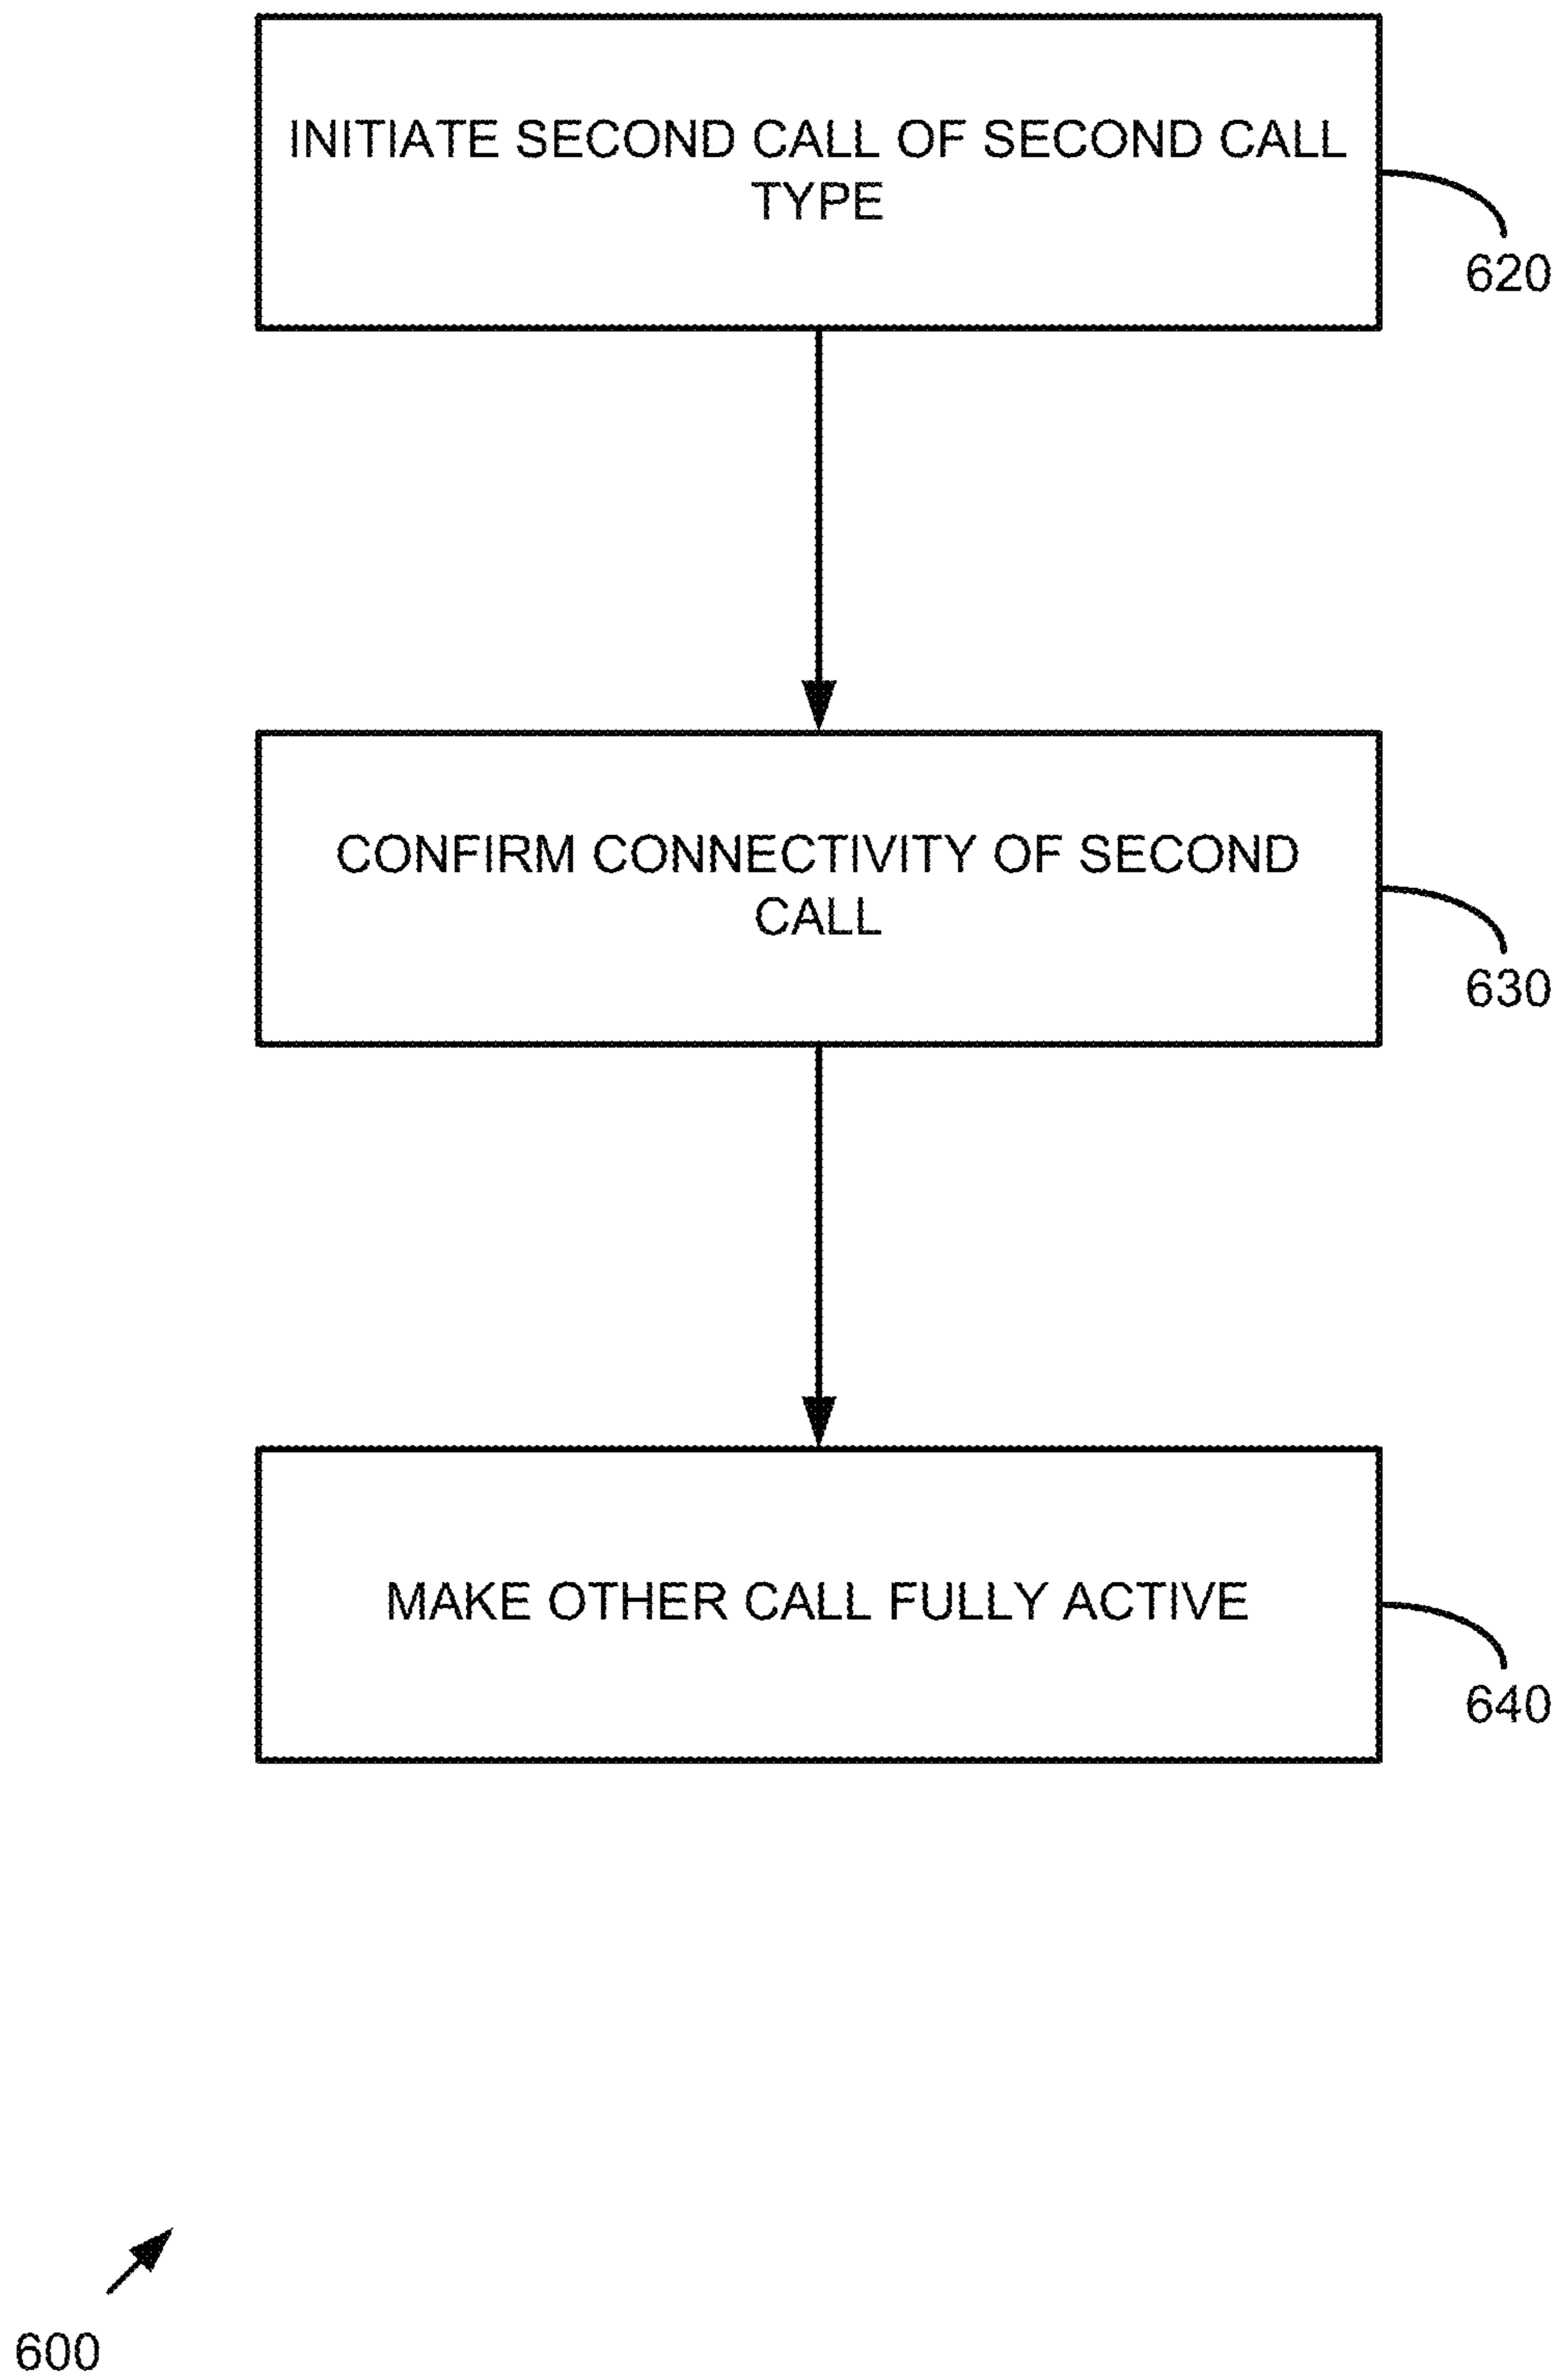 INITIATE SECOND CALL OF SECOND CALL
TYPE
620
CONFIRM CONNECTIVITY OF SECOND
CALL
630
MAKE OTHER CALL FULLY ACTIVE
640
600